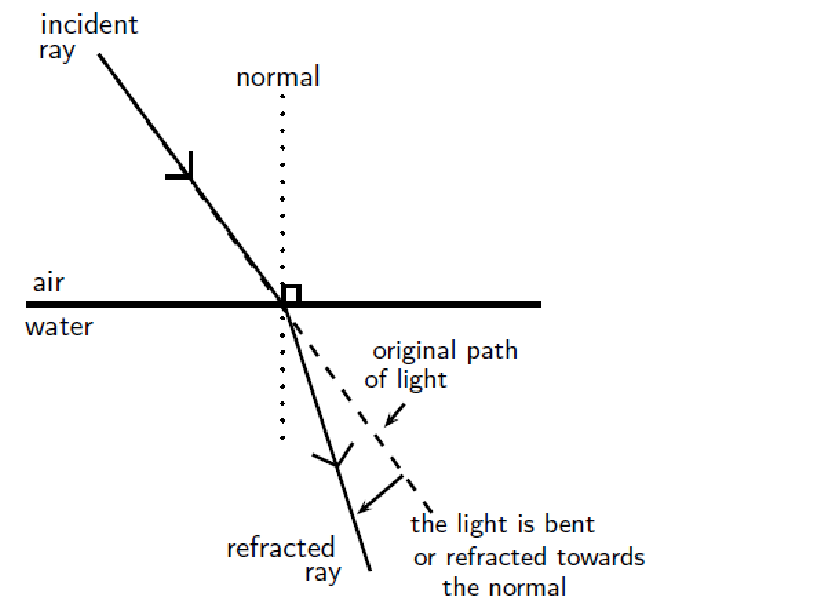 incident
ray
normal
air
water
original path
of light
the light is bent
or refracted towards
the normal
refracted
ray